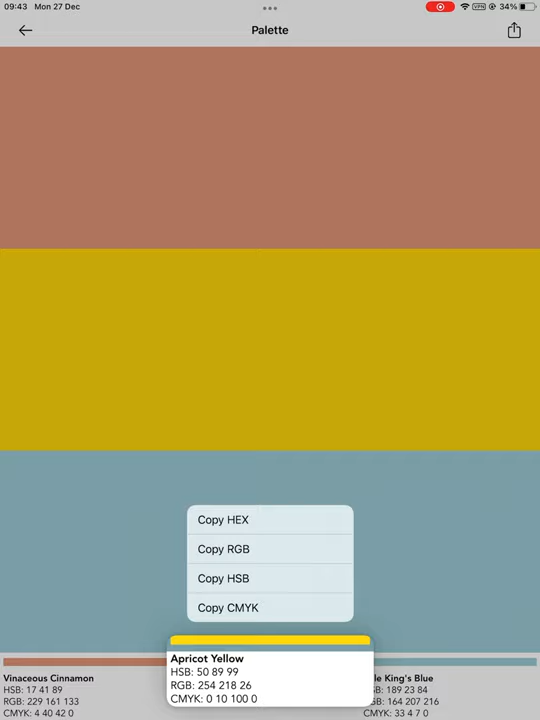 09:43 Mon 27 Dec
VPN 34%
Palette
Copy HEX
Copy RGB
Copy HSB
Copy CMYK
Vinaceous Cinnamon
HSB: 17 41 89
RGB: 229 161 133
CMYK: 4 40 42 0
Apricot Yellow
HSB: 50 89 99
RGB: 254 218 26
CMYK: 0 10 100 0
King's Blue
189 23 84
164 207 216
CMYK: 33 4 7 0